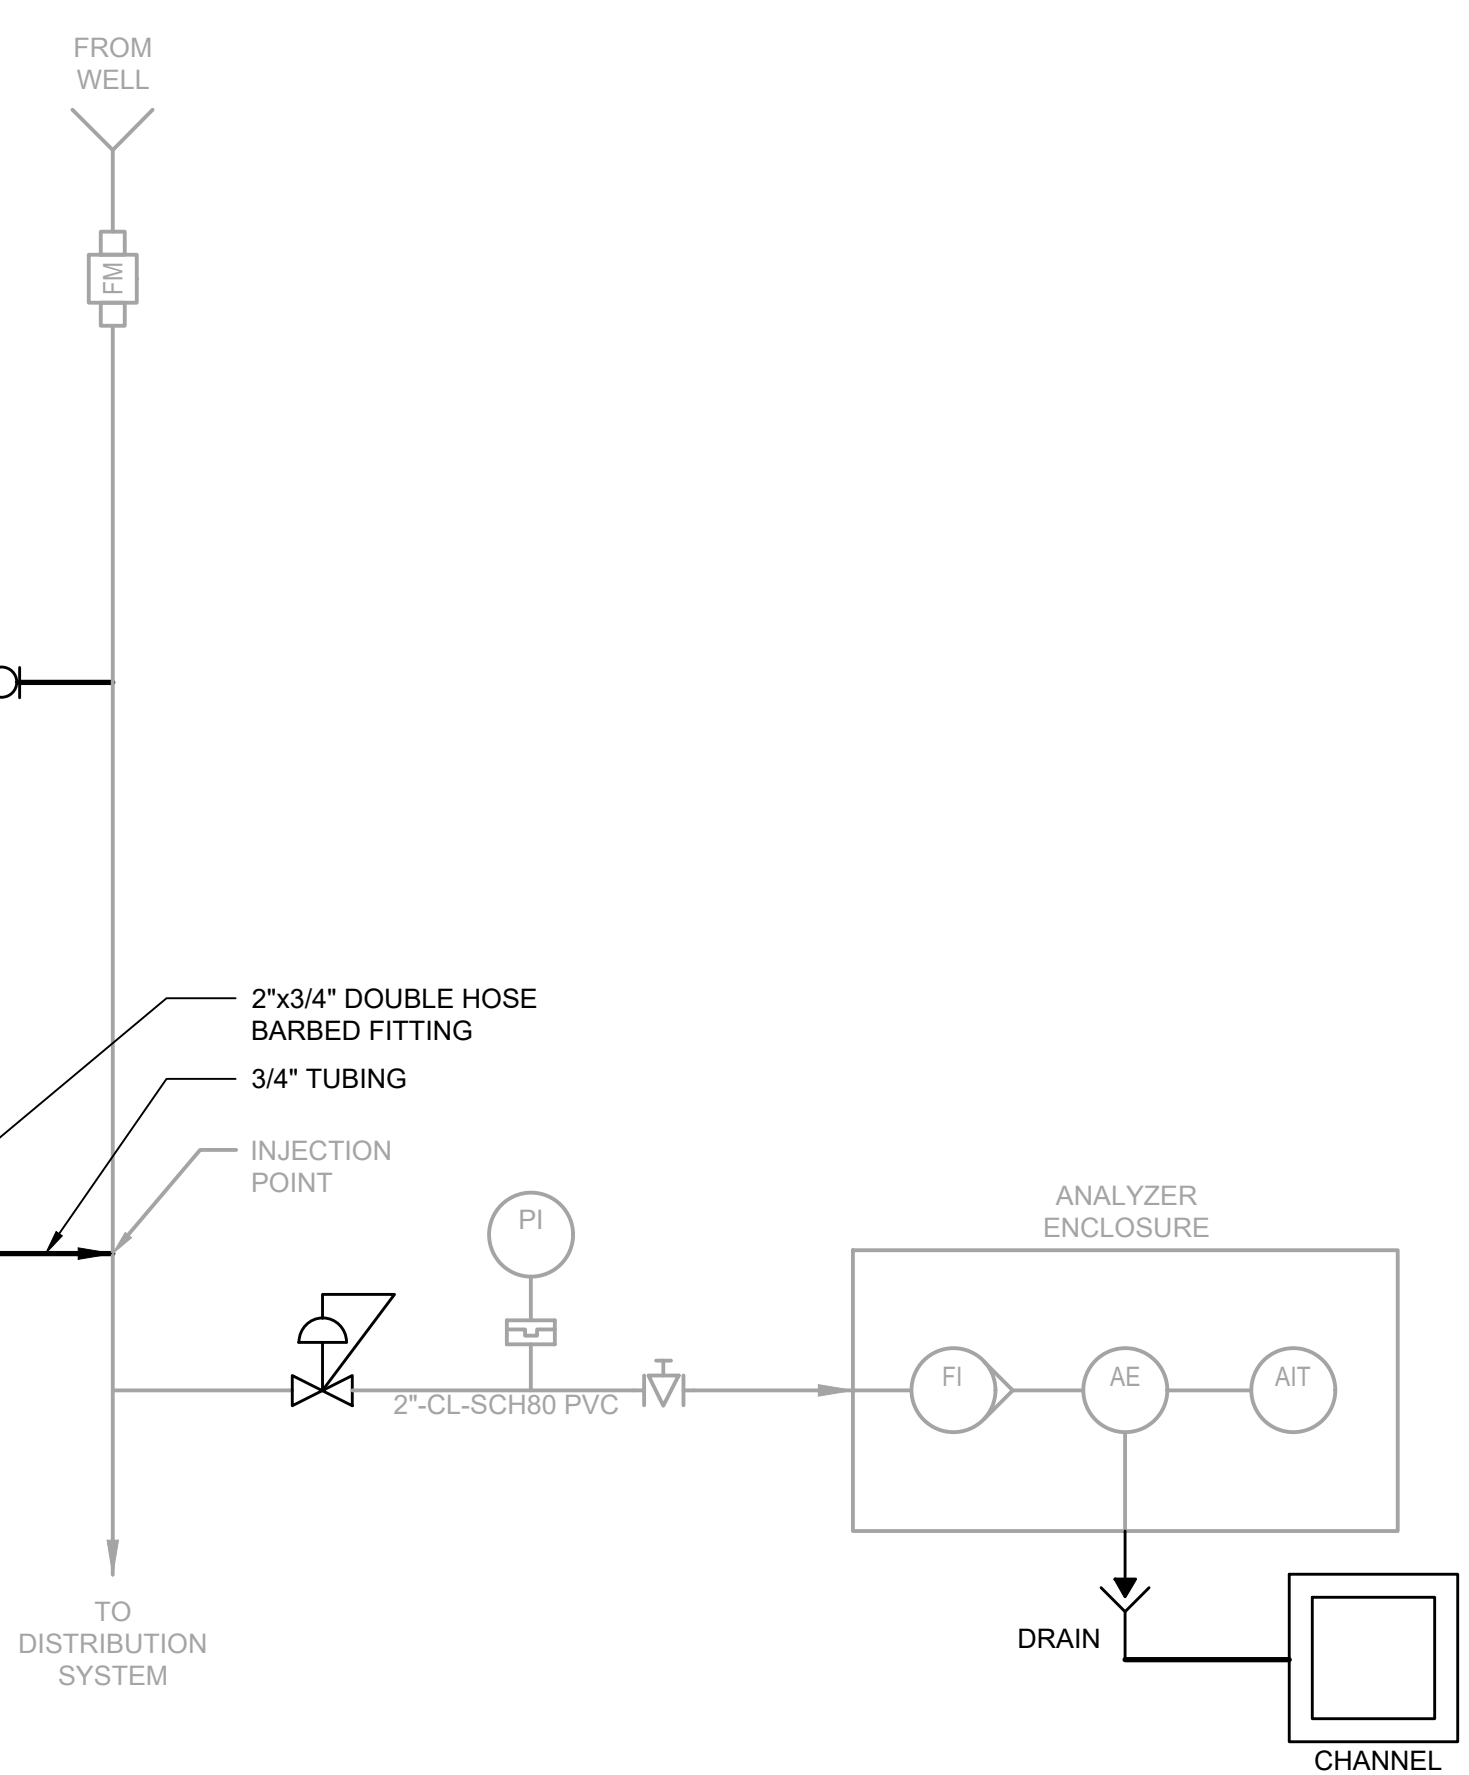 FROM
WELL
FM
2"x3/4" DOUBLE HOSE
BARBED FITTING
3/4" TUBING
INJECTION
POINT
PI
ANALYZER
ENCLOSURE
FI
AE
AIT
2"-CL-SCH80 PVC
TO
DISTRIBUTION
SYSTEM
DRAIN
CHANNEL